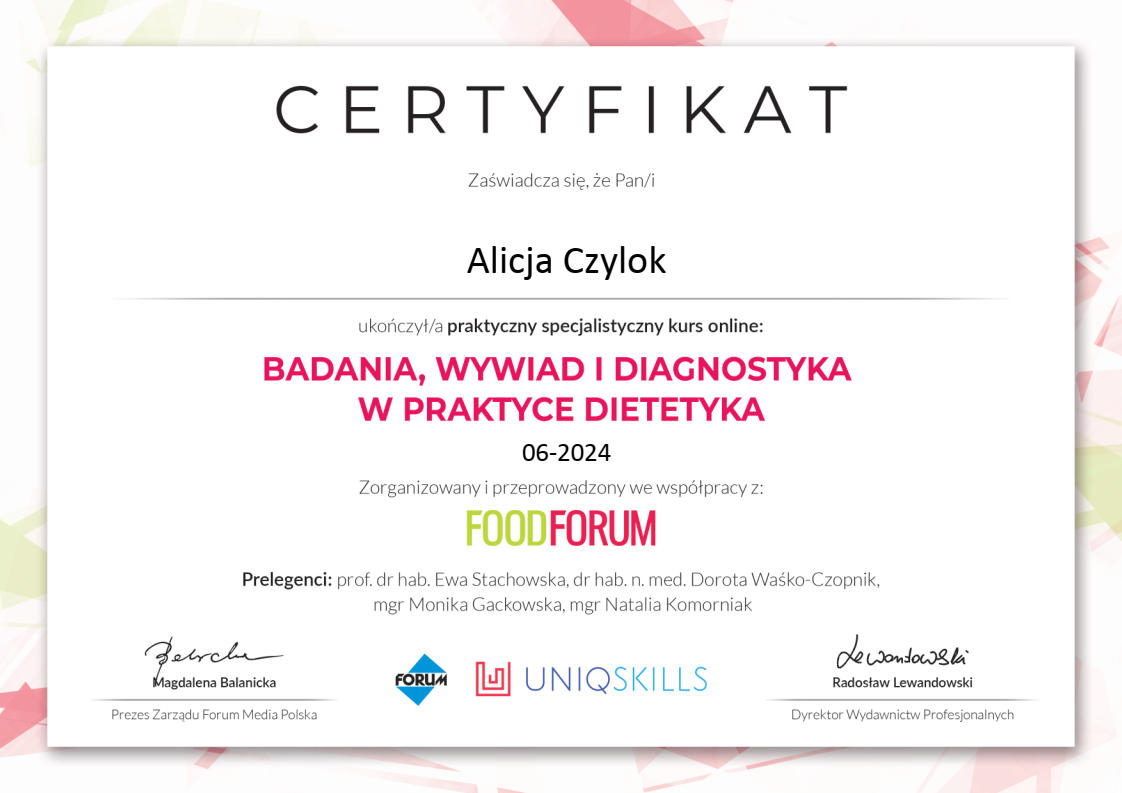 CERTYFIKAT
Zaświadcza się, że Pan/i
Alicja Czylok
ukończył/a praktyczny specjalistyczny kurs online:
BADANIA, WYWIAD I DIAGNOSTYKA
W PRAKTYCE DIETETYKA
06-2024
Zorganizowany i przeprowadzony we współpracy z:
FOODFORUM
Prelegenci: prof. dr hab. Ewa Stachowska, dr hab. n. med. Dorota Waśko-Czopnik,
mgr Monika Gackowska, mgr Natalia Komorniak
Magdalena Balanicka
Prezes Zarządu Forum Media Polska
FORUM
UNIQSKILLS
Lewandowski
Radosław Lewandowski
Dyrektor Wydawnictw Profesjonalnych